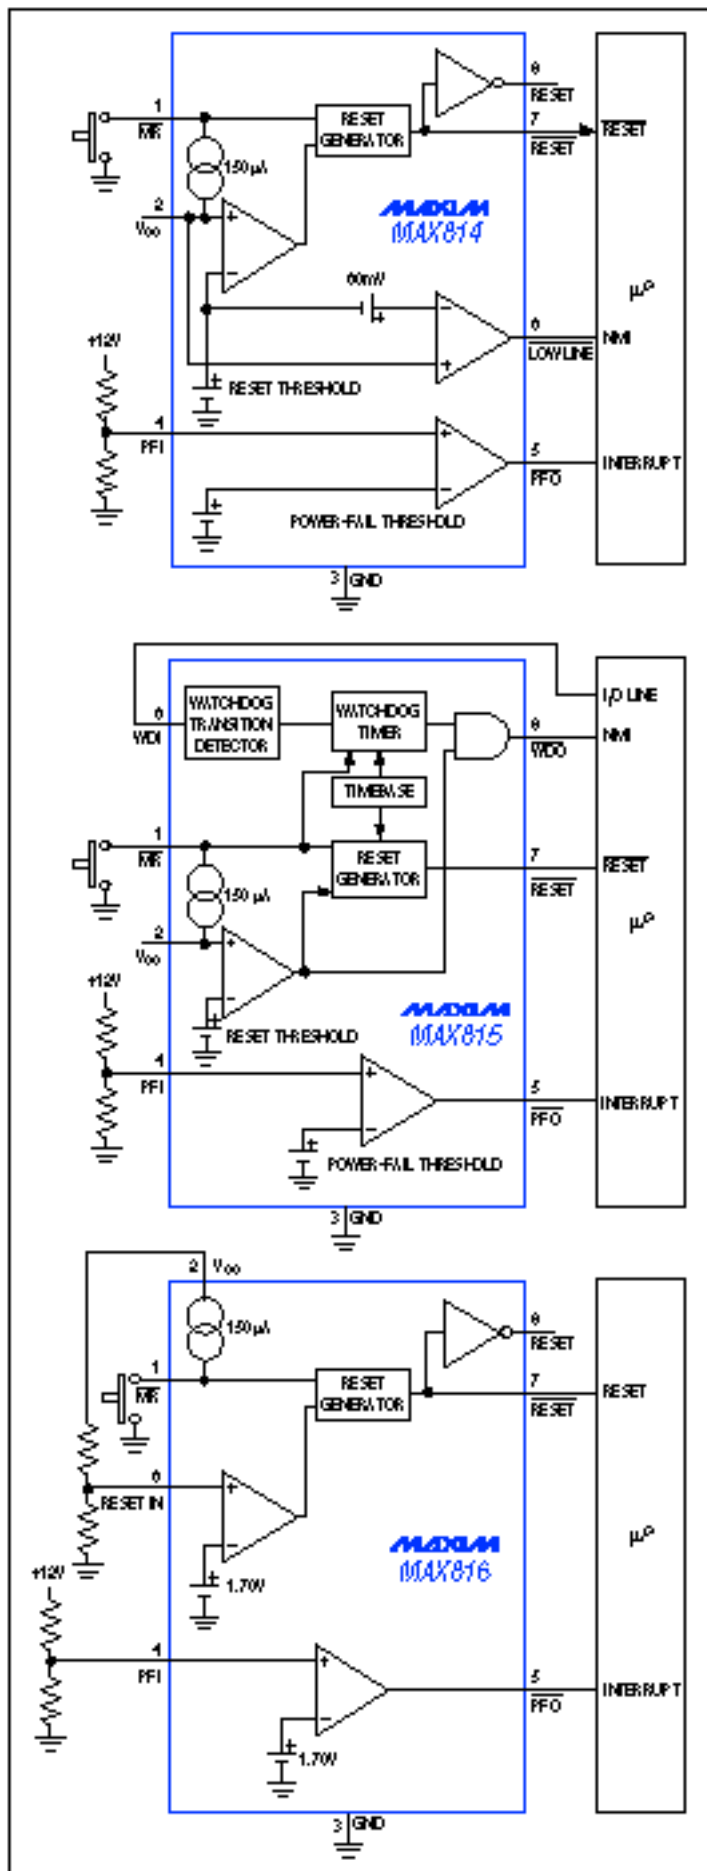 8
RESET
1
MR
RESET
GENERATOR
7
RESET
RESET
150µA
2
MAXIM
MAX814
60mV
µP
6
LOWLINE
NMI
+12V
RESET THRESHOLD
4
PFI
5
PFO
INTERRUPT
POWER-FAIL THRESHOLD
3 GND
I/O LINE
6
WDI
WATCHDOG
TRANSITION
DETECTOR
WATCHDOG
TIMER
8
WDO
NMI
TIMEBASE
1
MR
RESET
GENERATOR
7
RESET
RESET
150µA
µP
2
+12V
MAXIM
MAX815
RESET THRESHOLD
4
PFI
5
PFO
INTERRUPT
POWER-FAIL THRESHOLD
3 GND
2
150µA
8
RESET
1
MR
RESET
GENERATOR
7
RESET
RESET
6
RESET IN
MAXIM
MAX816
µP
+12V
1.70V
4
PFI
5
PFO
INTERRUPT
1.70V
3 GND